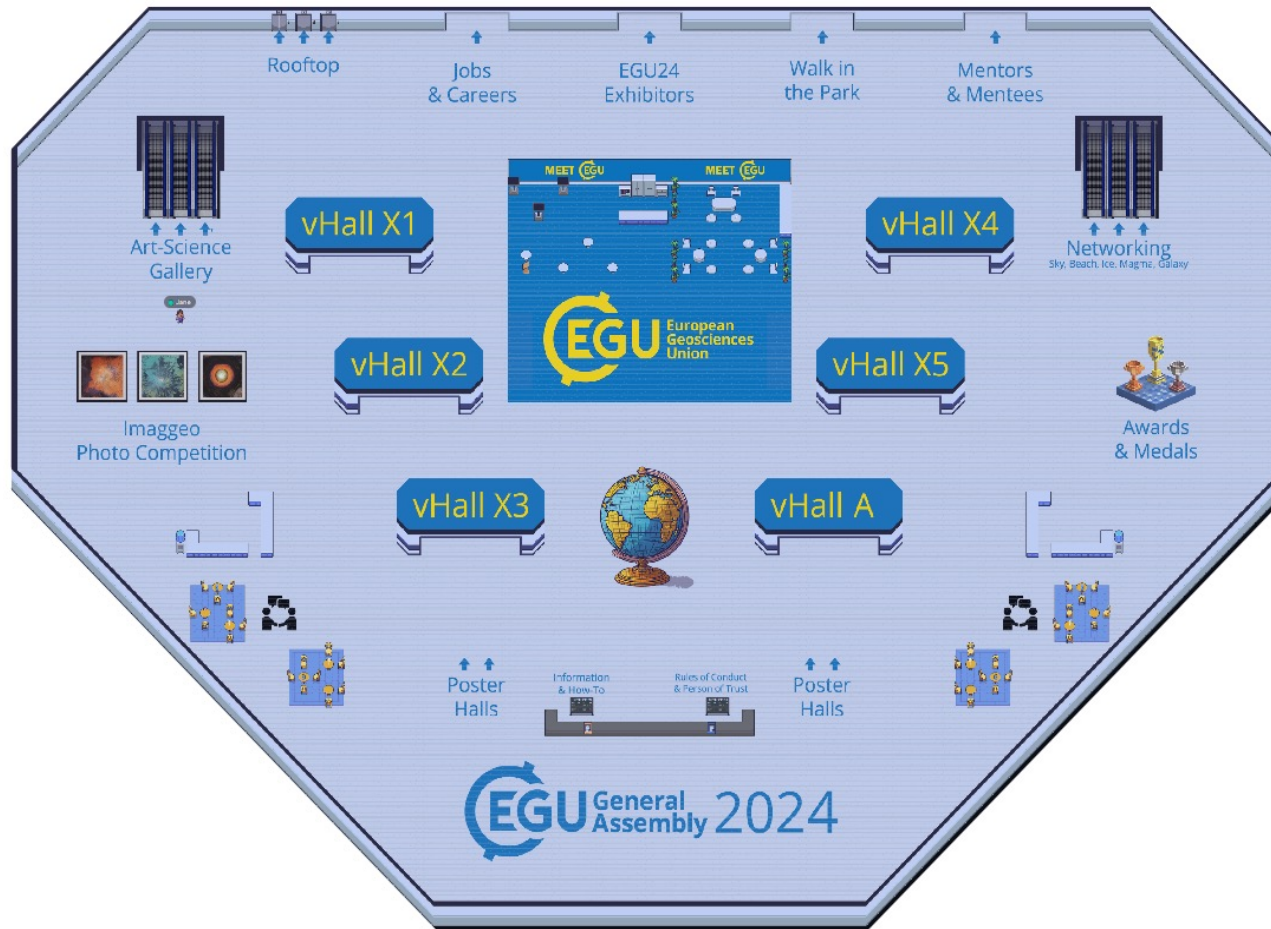 Rooftop
Jobs
& Careers
EGU24
Exhibitors
Walk in
the Park
Mentors
& Mentees
MEET EGU
MEET EGU
vHall X1
vHall X4
Art-Science
Gallery
Networking
Sky, Beach, Ice, Magma, Galaxy
Jane
EGU European
Geosciences
Union
vHall X2
vHall X5
Imaggeo
Photo Competition
Awards
& Medals
vHall X3
vHall A
Poster
Halls
Information
& How-To
Rules of Conduct
& Person of Trust
Poster
Halls
EGU General
Assembly 2024